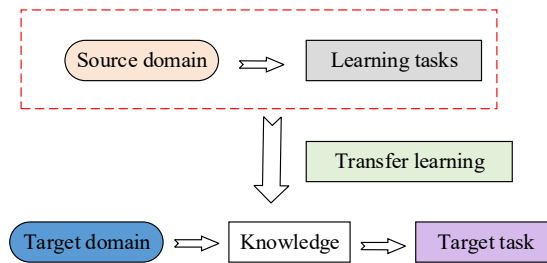 Source domain
Learning tasks
Transfer learning
Target domain
Knowledge
Target task